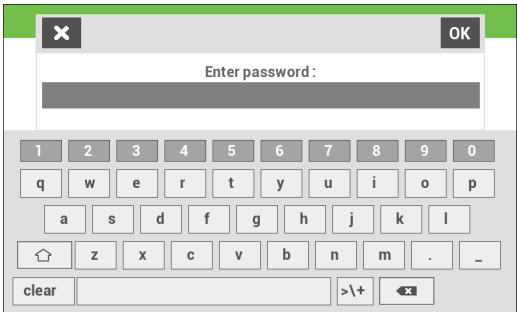 OK
Enter password :
1 2 3 4 5 6 7 8 9 0
q w e r t y u i o p
a s d f g h j k l
z x c v b n m . _
clear >\+